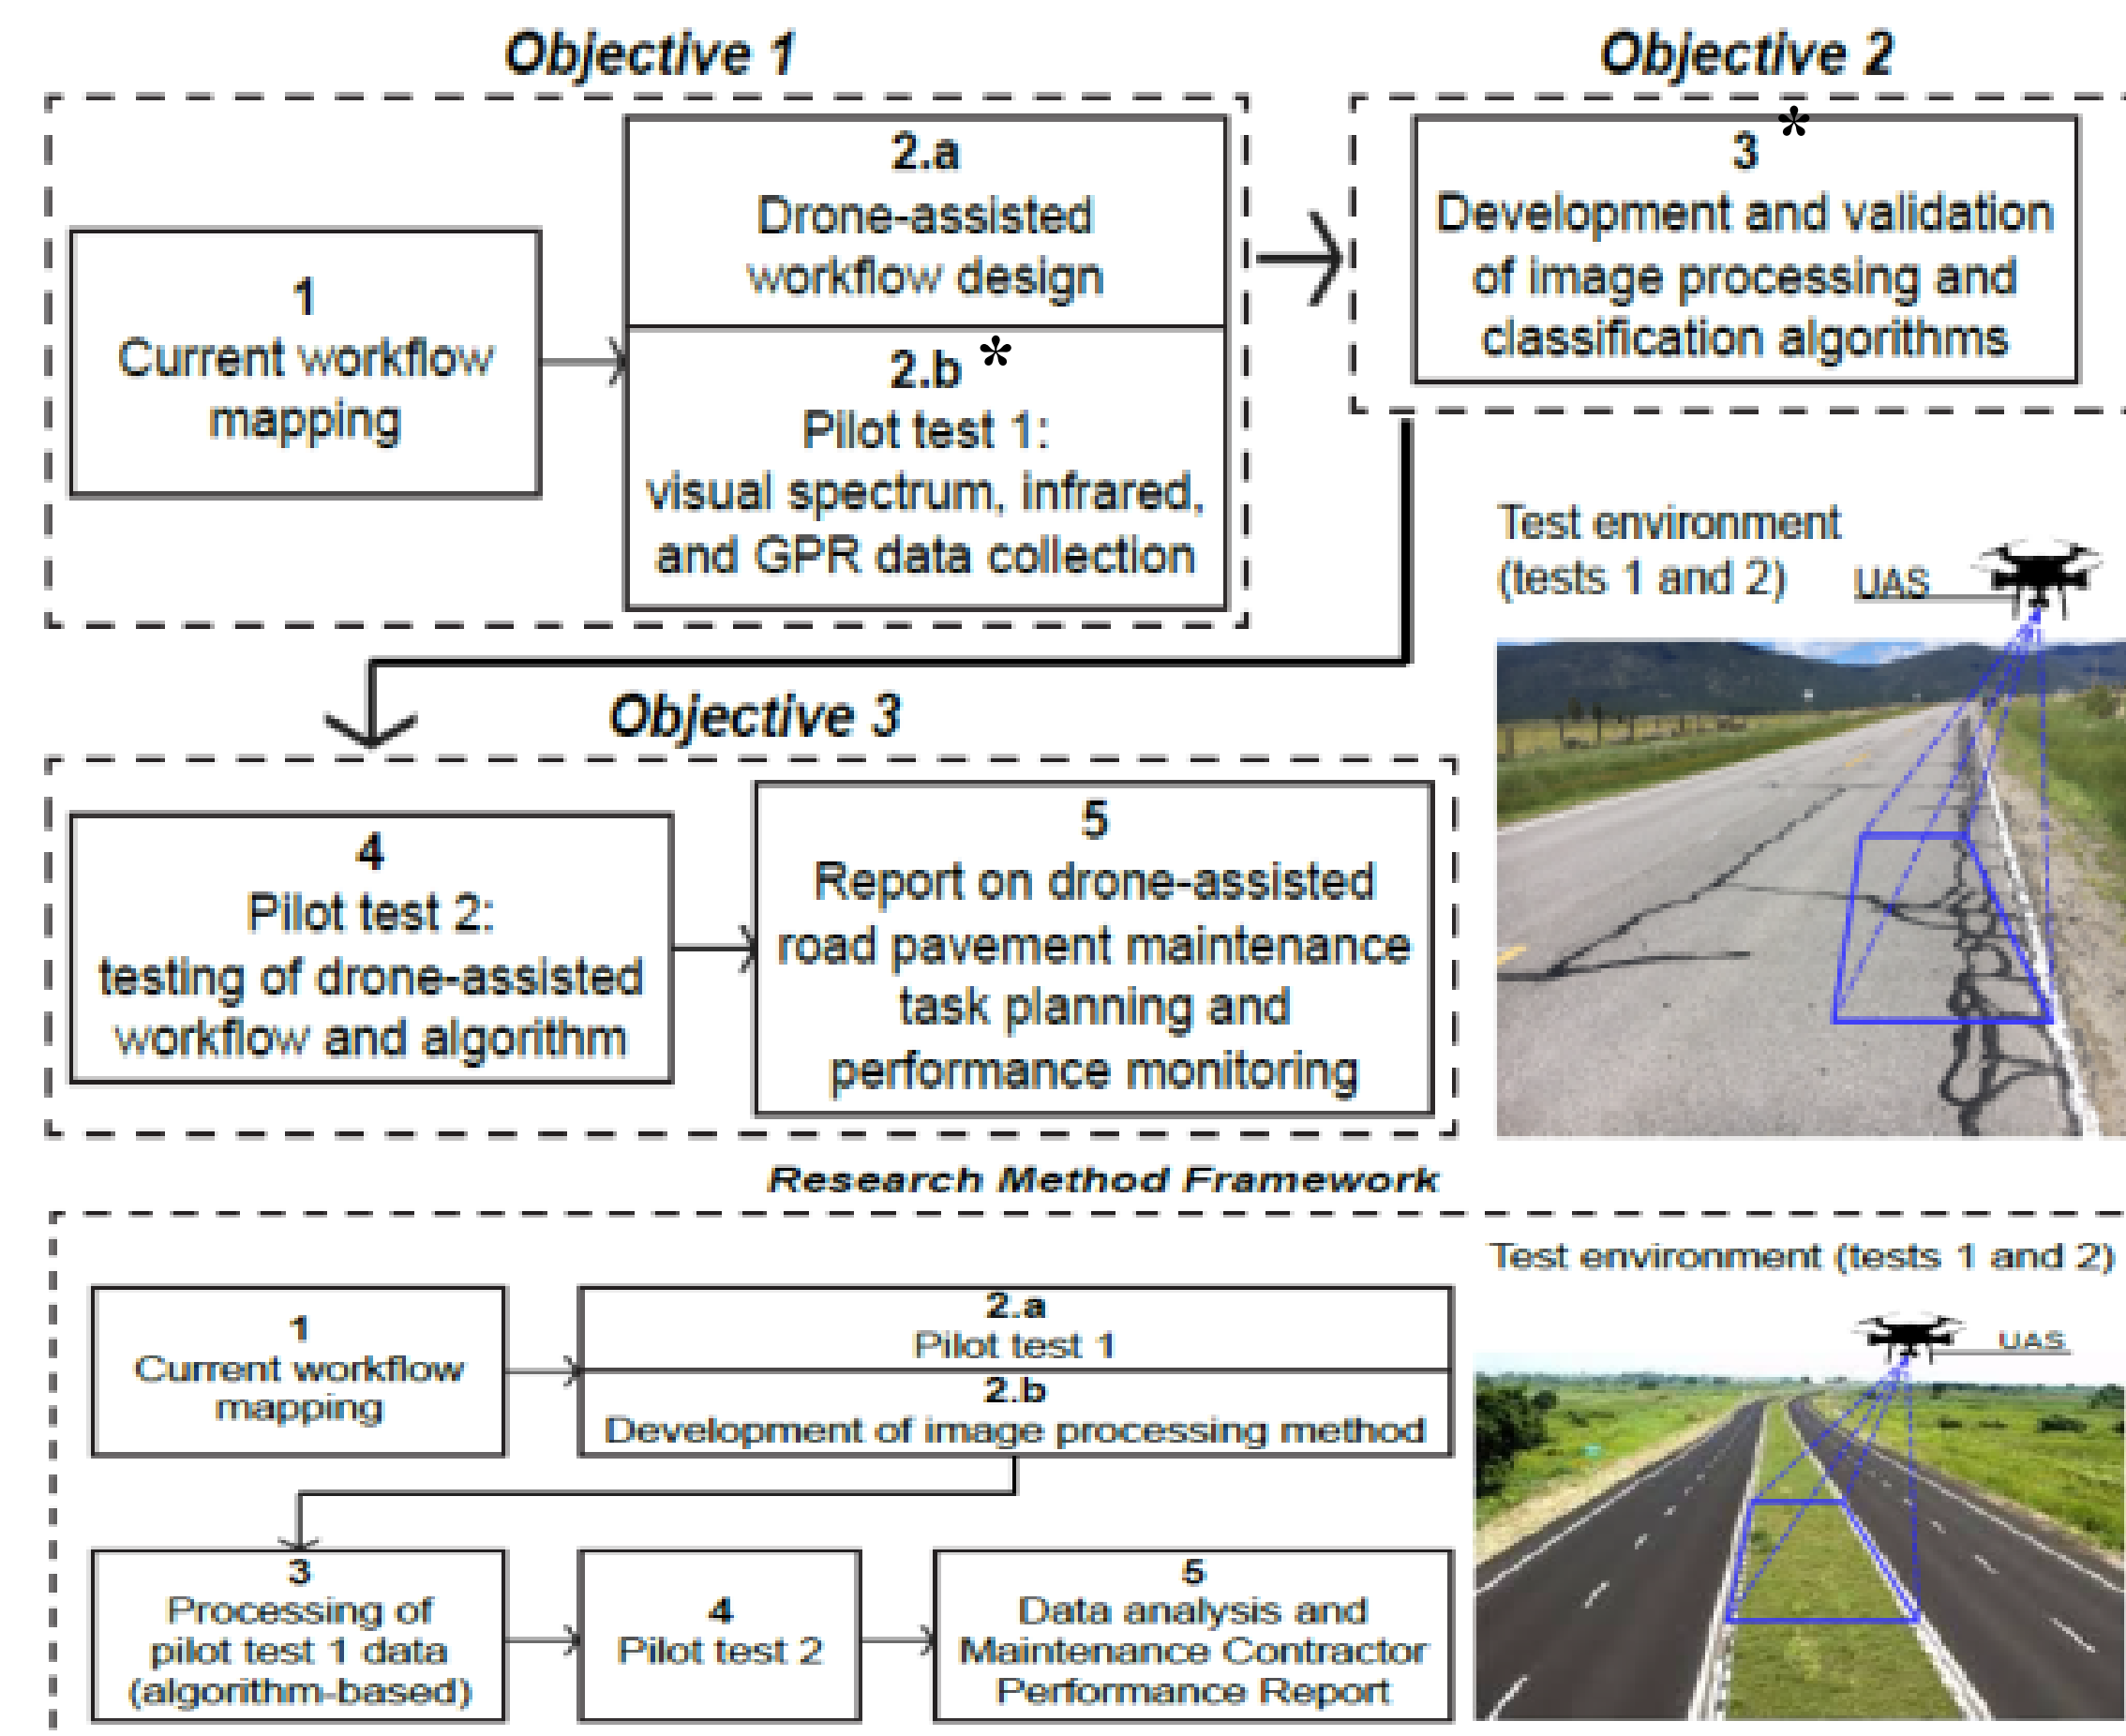 Objective 1
1
Current workflow
mapping
2.a
Drone-assisted
workflow design
2.b *
Pilot test 1:
visual spectrum, infrared,
and GPR data collection
Objective 2
3 *
Development and validation
of image processing and
classification algorithms
Test environment
(tests 1 and 2)
UAS
Objective 3
4
Pilot test 2:
testing of drone-assisted
workflow and algorithm
5
Report on drone-assisted
road pavement maintenance
task planning and
performance monitoring
Research Method Framework
1
Current workflow
mapping
2.a
Pilot test 1
2.b
Development of image processing method
Test environment (tests 1 and 2)
UAS
3
Processing of
pilot test 1 data
(algorithm-based)
4
Pilot test 2
5
Data analysis and
Maintenance Contractor
Performance Report